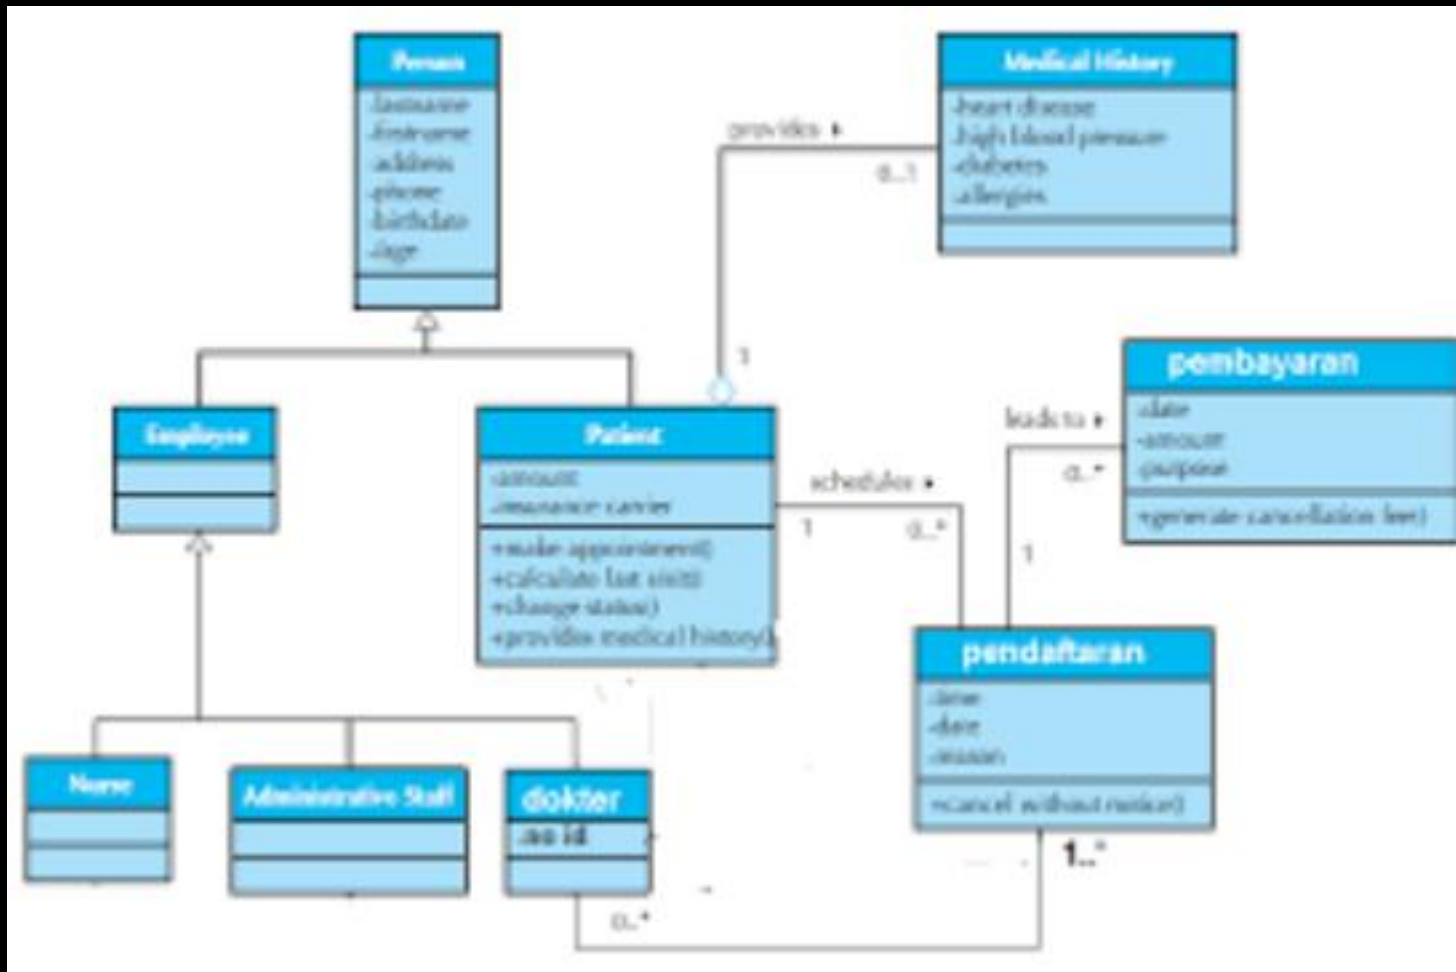 Person
-lastname
-firstname
-address
-phone
-birthdate
-/age
Medical History
-heart disease
-high blood pressure
-diabetes
-allergies
provides
0..1
1
Employee
Patient
-amount
-insurance carrier
+make appointment()
+calculate last visit()
+change status()
+provides medical history()
schedules
1
0..*
leads to
0..*
1
pembayaran
-date
-amount
-purpose
+generate cancellation fee()
pendaftaran
-time
-date
-reason
+cancel without notice()
1..*
Nurse
Administrative Staff
dokter
-no id
0..*